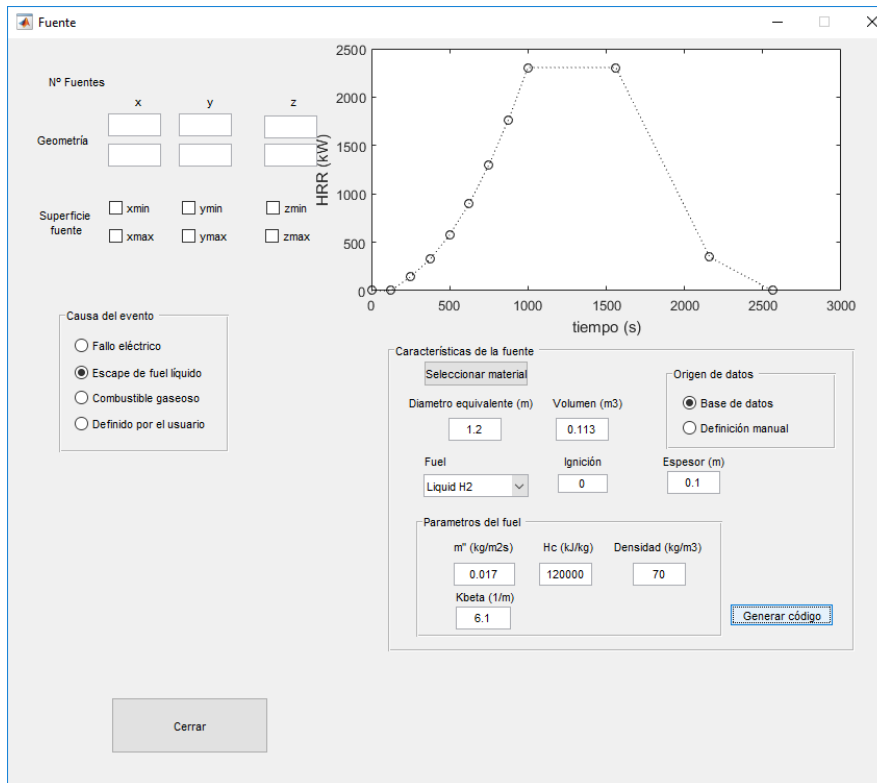 Fuente
Nº Fuentes
x y z
Geometría
Superficie
fuente
xmin ymin zmin
xmax ymax zmax
HRR (kW)
2500
2000
1500
1000
500
0
0 500 1000 1500 2000 2500 3000
tiempo (s)
Causa del evento
Fallo eléctrico
Escape de fuel líquido
Combustible gaseoso
Definido por el usuario
Características de la fuente
Seleccionar material
Origen de datos
Base de datos
Definición manual
Diametro equivalente (m) Volumen (m3)
1.2 0.113
Fuel Ignición Espesor (m)
Liquid H2 0 0.1
Parametros del fuel
m" (kg/m2s) Hc (kJ/kg) Densidad (kg/m3)
0.017 120000 70
Kbeta (1/m)
6.1
Generar código
Cerrar